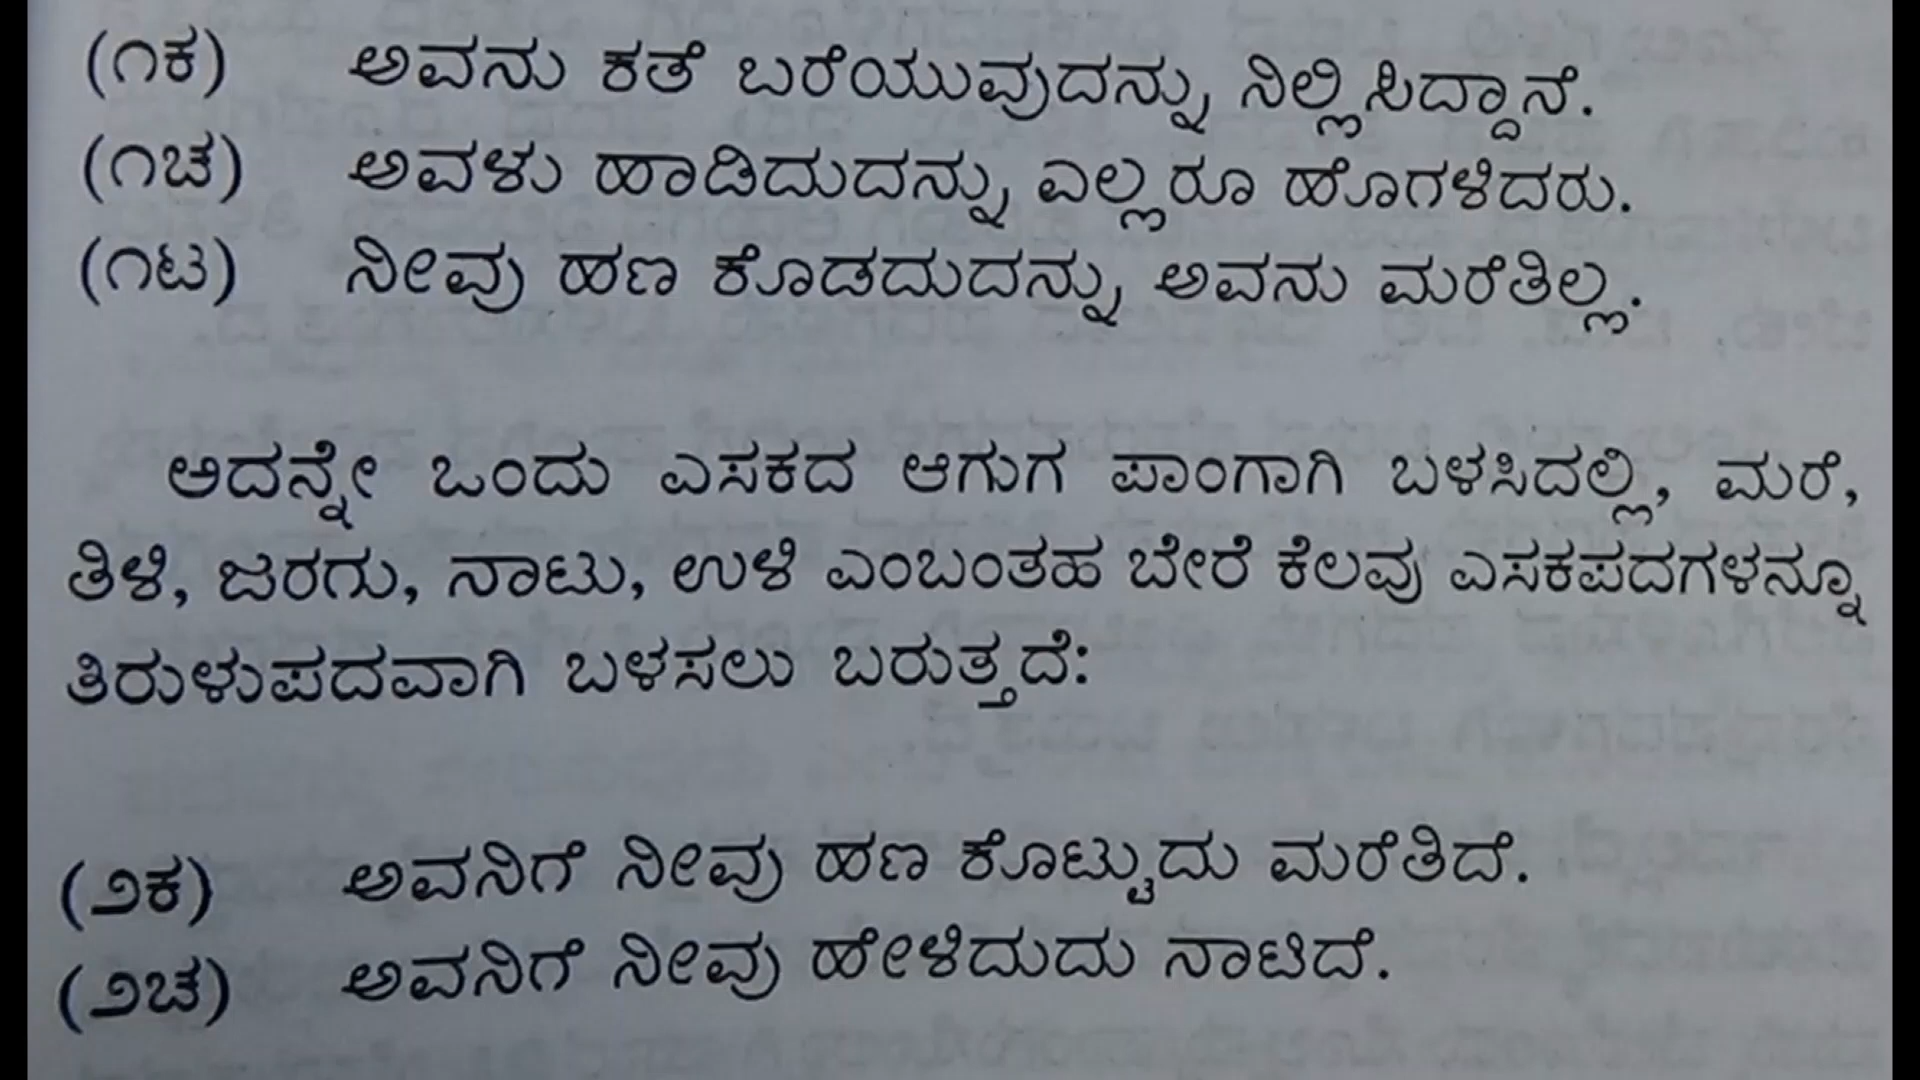 (೧ಕ) ಅವನು ಕತೆ ಬರೆಯುವುದನ್ನು ನಿಲ್ಲಿಸಿದ್ದಾನೆ.
(೧ಚ) ಅವಳು ಹಾಡಿದುದನ್ನು ಎಲ್ಲರೂ ಹೊಗಳಿದರು.
(೧ಟ) ನೀವು ಹಣ ಕೊಡದುದನ್ನು ಅವನು ಮರೆತಿಲ್ಲ.
ಅದನ್ನೇ ಒಂದು ಎಸಕದ ಆಗುಗ ಪಾಂಗಾಗಿ ಬಳಸಿದಲ್ಲಿ, ಮರೆ,
ತಿಳಿ, ಜರಗು, ನಾಟು, ಉಳಿ ಎಂಬಂತಹ ಬೇರೆ ಕೆಲವು ಎಸಕಪದಗಳನ್ನೂ
ತಿರುಳುಪದವಾಗಿ ಬಳಸಲು ಬರುತ್ತದೆ:
(೨ಕ) ಅವನಿಗೆ ನೀವು ಹಣ ಕೊಟ್ಟುದು ಮರೆತಿದೆ.
(೨ಚ) ಅವನಿಗೆ ನೀವು ಹೇಳಿದುದು ನಾಟಿದೆ.